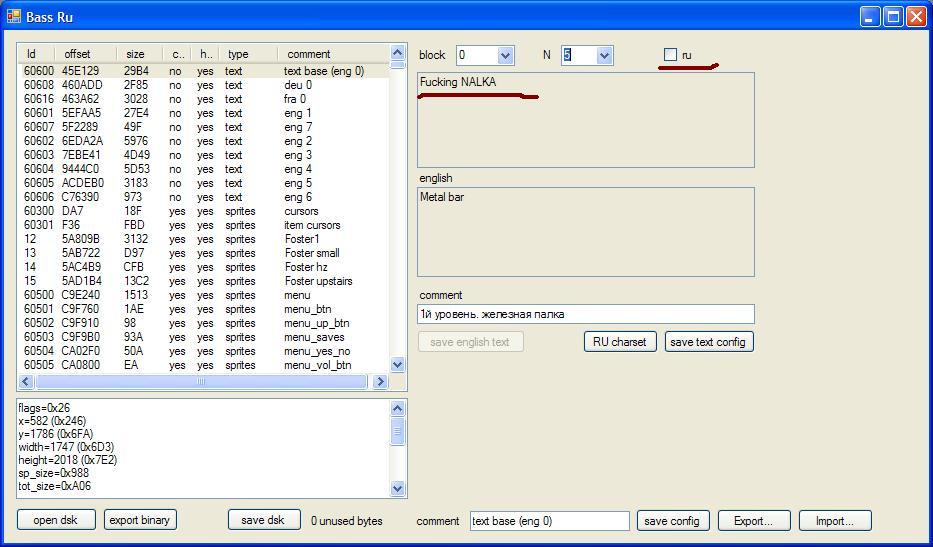 Bass Ru
Id offset size c.. h.. type comment
60600 45E129 29B4 no yes text text base (eng 0)
60608 460ADD 2F85 no yes text deu 0
60616 463A62 3028 no yes text fra 0
60601 5EFAA5 27E4 no yes text eng 1
60607 5F2289 49F no yes text eng 7
60602 6EDA2A 5976 no yes text eng 2
60603 7EBE41 4D49 no yes text eng 3
60604 9444C0 5D53 no yes text eng 4
60605 ACDEB0 3183 no yes text eng 5
60606 C76390 973 no yes text eng 6
60300 DA7 18F yes yes sprites cursors
60301 F36 FBD yes yes sprites item cursors
12 5A809B 3132 yes yes sprites Foster1
13 5AB722 D97 yes yes sprites Foster small
14 5AC4B9 CFB yes yes sprites Foster hz
15 5AD1B4 13C2 yes yes sprites Foster upstairs
60500 C9E240 1513 yes yes sprites menu
60501 C9F760 1AE yes yes sprites menu_btn
60502 C9F910 98 yes yes sprites menu_up_btn
60503 C9F9B0 93A yes yes sprites menu_saves
60504 CA02F0 50A yes yes sprites menu_yes_no
60505 CA0800 EA yes yes sprites menu_vol_btn
flags=0x26
x=582 (0x246)
y=1786 (0x6FA)
width=1747 (0x6D3)
height=2018 (0x7E2)
sp_size=0x988
tot_size=0xA06
block 0 N 5 ru
Fucking NALKA
english
Metal bar
comment
1й уровень. железная палка
save english text RU charset save text config
open dsk export binary save dsk 0 unused bytes comment text base (eng 0) save config Export... Import...